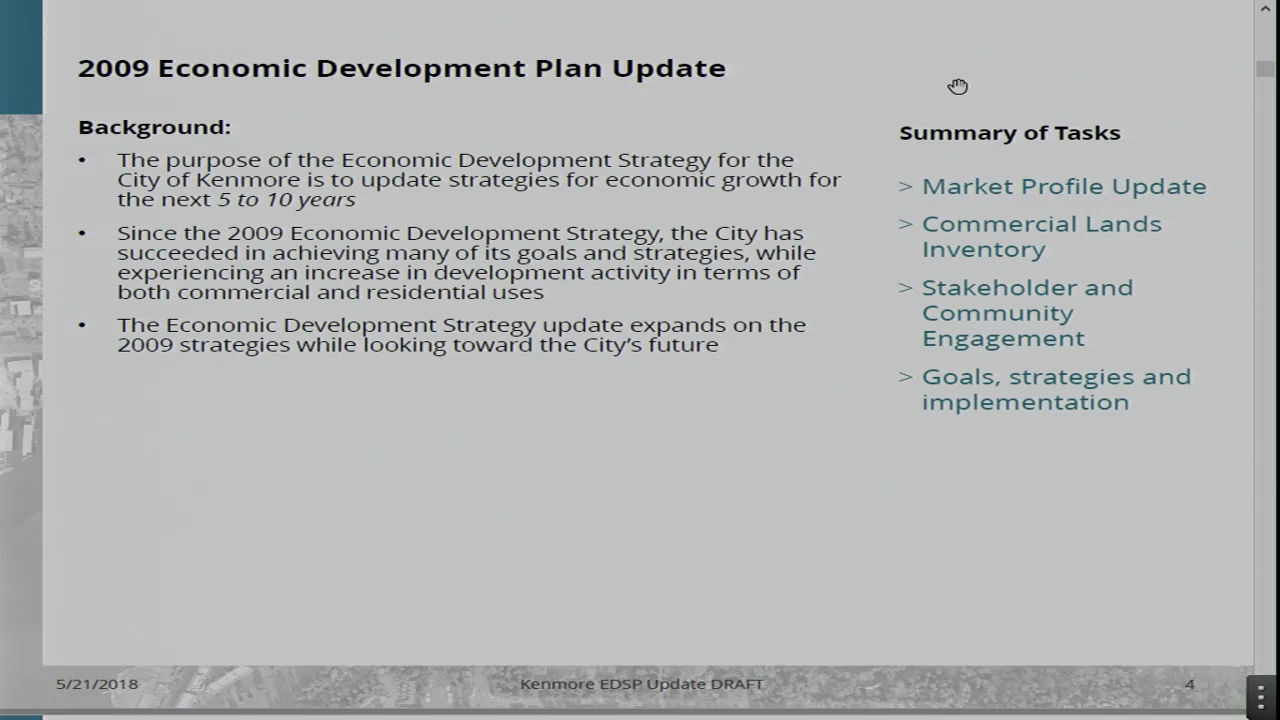 2009 Economic Development Plan Update
Background:
• The purpose of the Economic Development Strategy for the
City of Kenmore is to update strategies for economic growth for
the next 5 to 10 years
• Since the 2009 Economic Development Strategy, the City has
succeeded in achieving many of its goals and strategies, while
experiencing an increase in development activity in terms of
both commercial and residential uses
• The Economic Development Strategy update expands on the
2009 strategies while looking toward the City’s future
Summary of Tasks
> Market Profile Update
> Commercial Lands
Inventory
> Stakeholder and
Community
Engagement
> Goals, strategies and
implementation
5/21/2018
Kenmore EDSP Update DRAFT
4